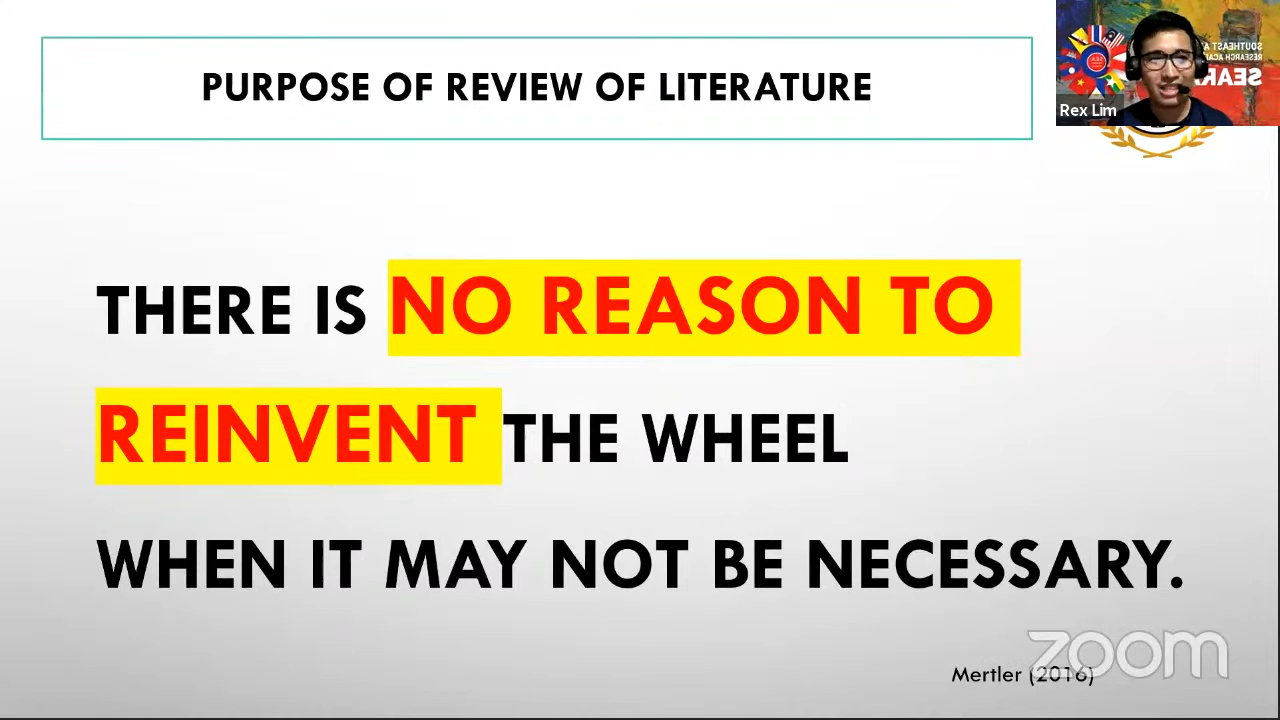 PURPOSE OF REVIEW OF LITERATURE
Rex Lim
THERE IS NO REASON TO
REINVENT THE WHEEL
WHEN IT MAY NOT BE NECESSARY.
zoom
Mertler (2016)